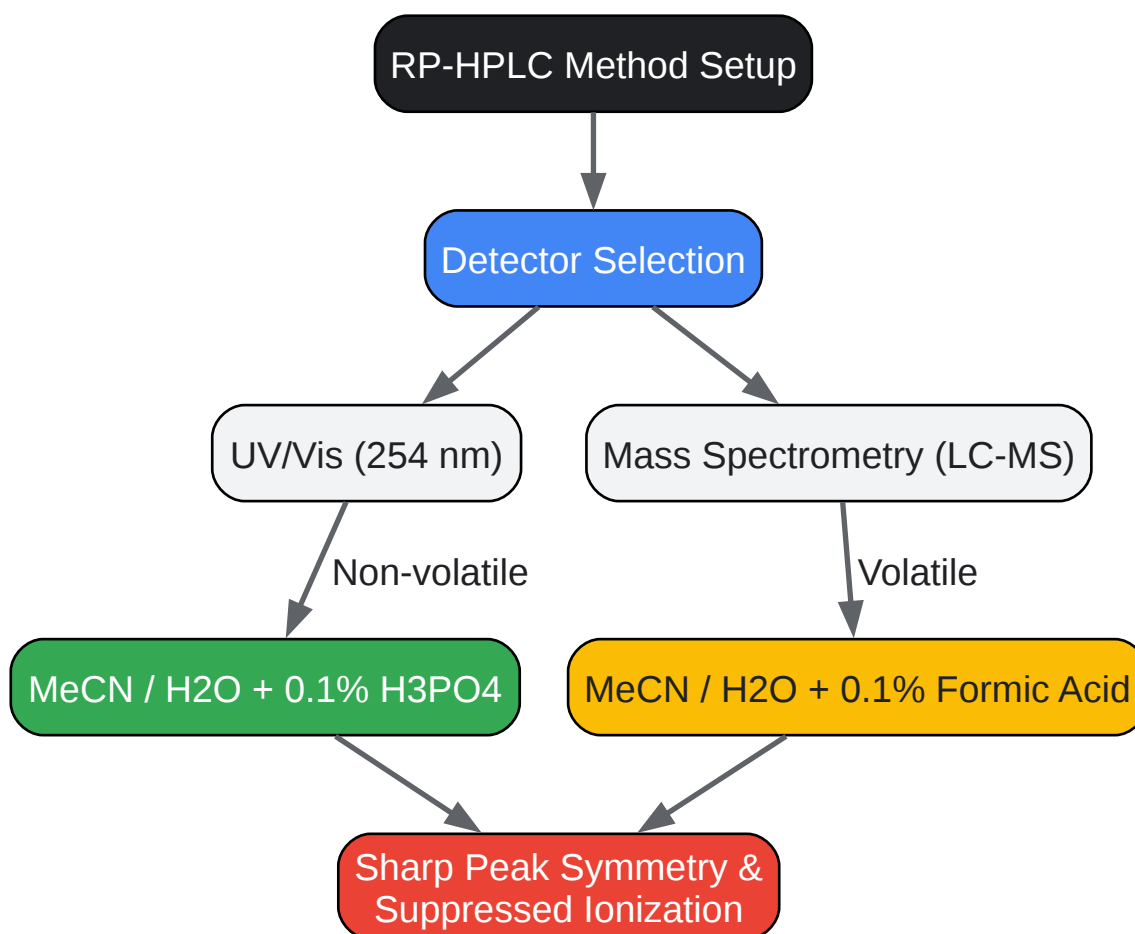 RP-HPLC Method Setup
Detector Selection
UV/Vis (254 nm)
Mass Spectrometry (LC-MS)
Non-volatile
Volatile
MeCN / H2O + 0.1% H3PO4
MeCN / H2O + 0.1% Formic Acid
Sharp Peak Symmetry &
Suppressed Ionization